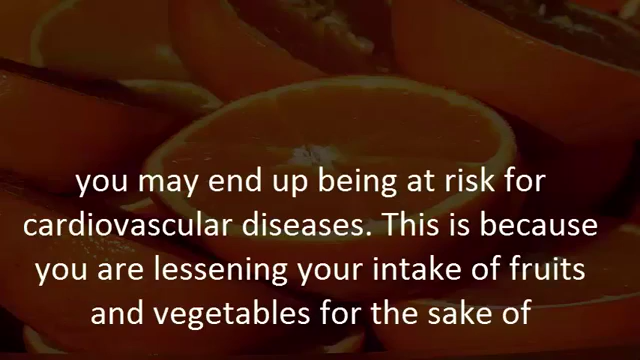 you may end up being at risk for
cardiovascular diseases. This is because
you are lessening your intake of fruits
and vegetables for the sake of